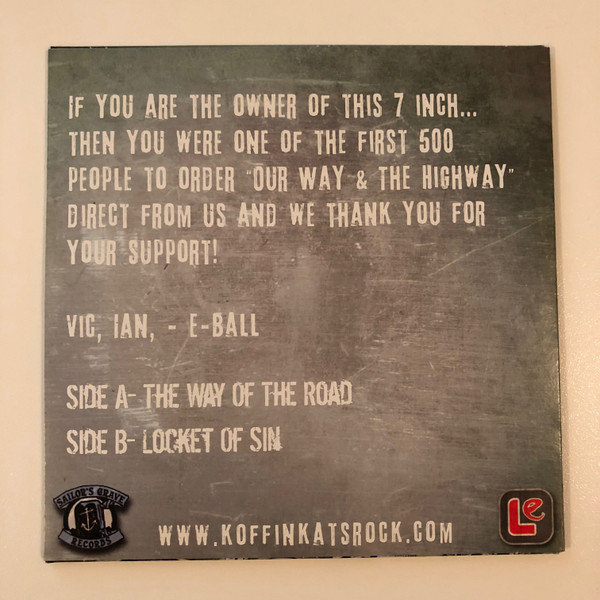 IF YOU ARE THE OWNER OF THIS 7 INCH...
THEN YOU WERE ONE OF THE FIRST 500
PEOPLE TO ORDER "OUR WAY & THE HIGHWAY"
DIRECT FROM US AND WE THANK YOU FOR
YOUR SUPPORT!
VIC, IAN, - E-BALL
SIDE A- THE WAY OF THE ROAD
SIDE B- LOCKET OF SIN
SAILOR'S GRAVE
RECORDS
WWW.KOFFINKATSROCK.COM
Le